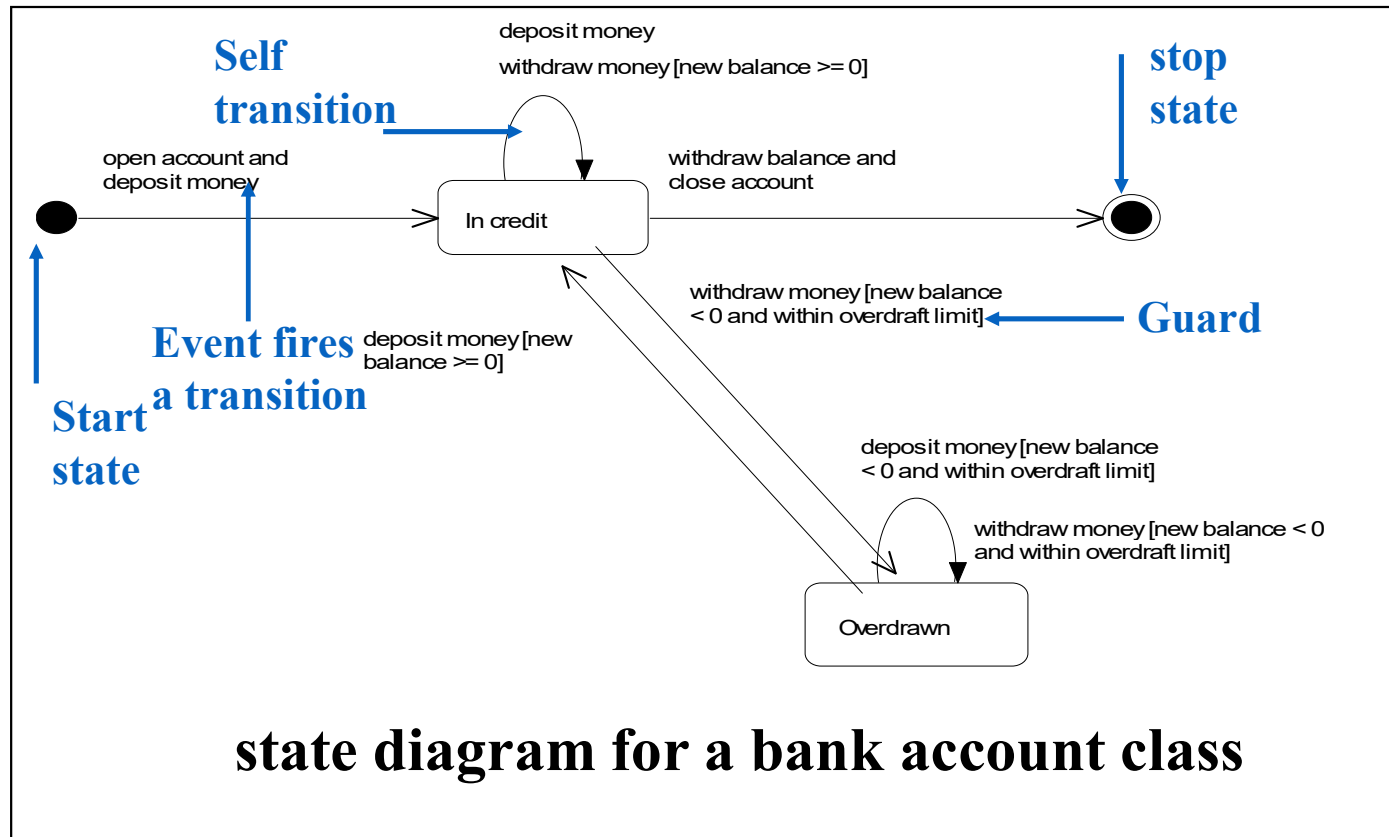 deposit money
withdraw money [new balance >= 0]
Self
transition
stop
state
open account and
deposit money
withdraw balance and
close account
In credit
withdraw money [new balance
< 0 and within overdraft limit]
Guard
Event fires
a transition
deposit money [new
balance >= 0]
Start
state
deposit money [new balance
< 0 and within overdraft limit]
withdraw money [new balance < 0
and within overdraft limit]
Overdrawn
state diagram for a bank account class